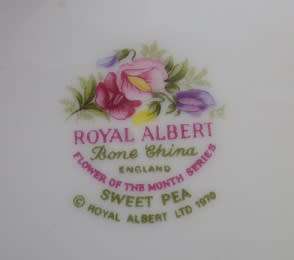 ROYAL ALBERT
Bone China
ENGLAND
FLOWER OF THE MONTH SERIES
SWEET PEA
© ROYAL ALBERT LTD 1970